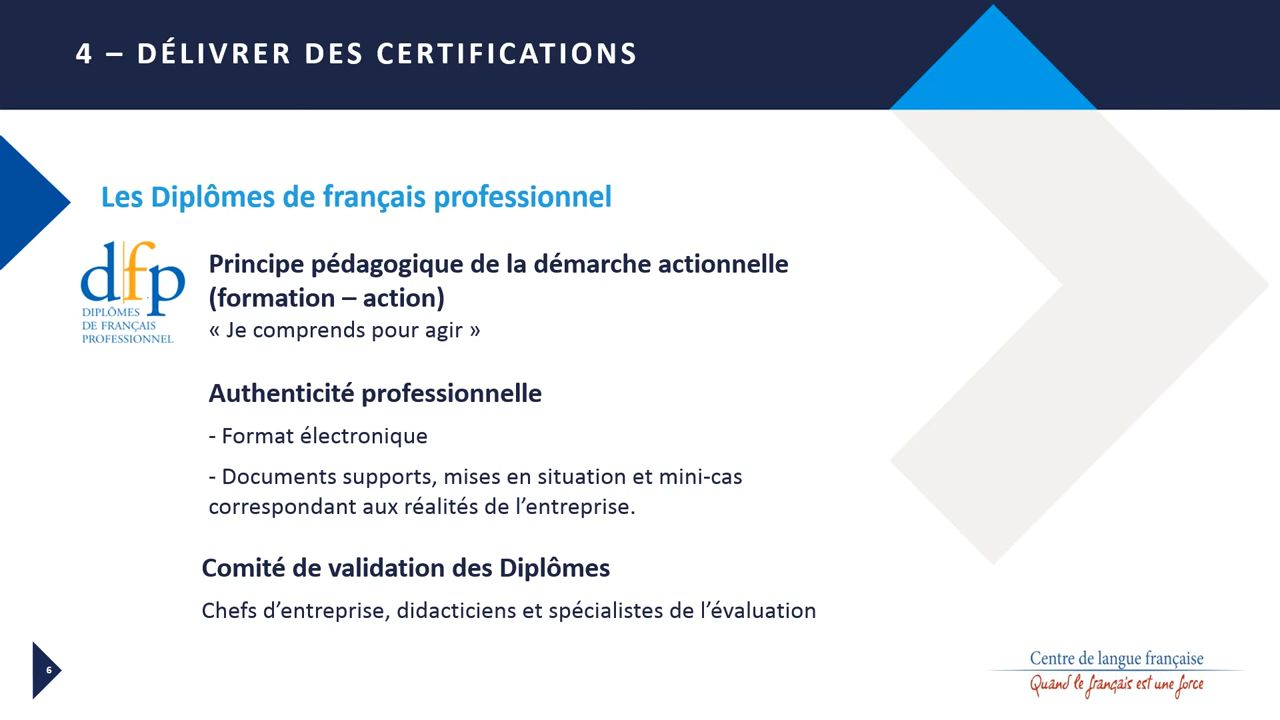 4 – DÉLIVRER DES CERTIFICATIONS
Les Diplômes de français professionnel
dfp
DIPLÔMES
DE FRANÇAIS
PROFESSIONNEL
Principe pédagogique de la démarche actionnelle
(formation – action)
« Je comprends pour agir »
Authenticité professionnelle
- Format électronique
- Documents supports, mises en situation et mini-cas
correspondant aux réalités de l’entreprise.
Comité de validation des Diplômes
Chefs d’entreprise, didacticiens et spécialistes de l’évaluation
6
Centre de langue française
Quand le français est une force